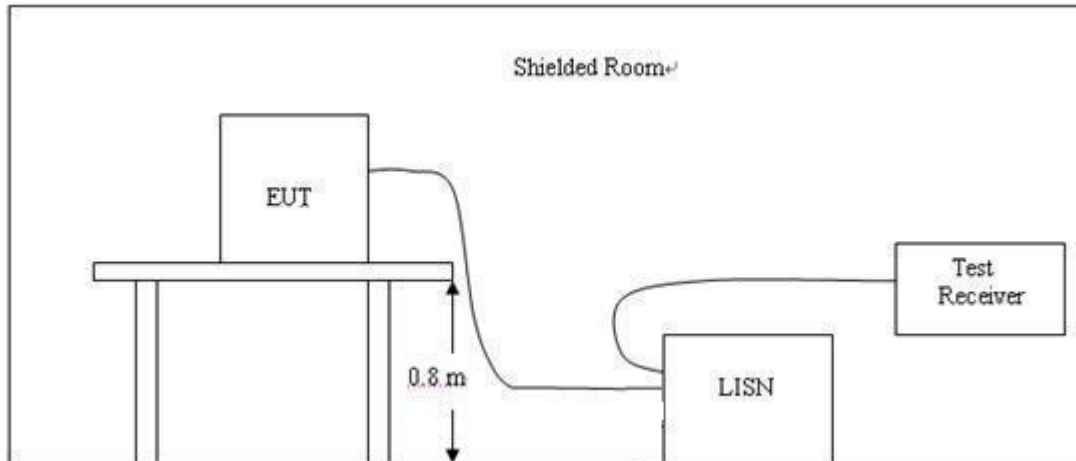 Shielded Room↵
EUT
Test
Receiver
0.8 m
LISN